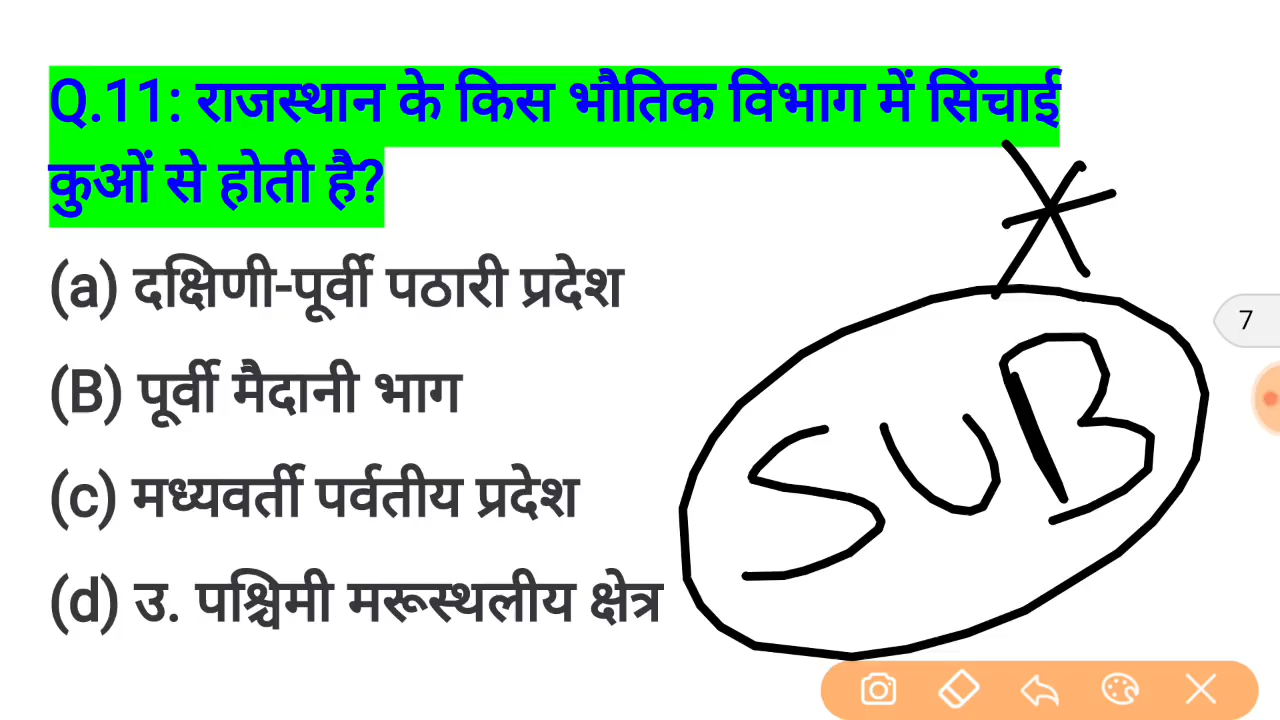 Q.11: राजस्थान के किस भौतिक विभाग में सिंचाई
कुओं से होती है?
(a) दक्षिणी-पूर्वी पठारी प्रदेश
(B) पूर्वी मैदानी भाग
(c) मध्यवर्ती पर्वतीय प्रदेश
(d) उ. पश्चिमी मरूस्थलीय क्षेत्र
SUB
7